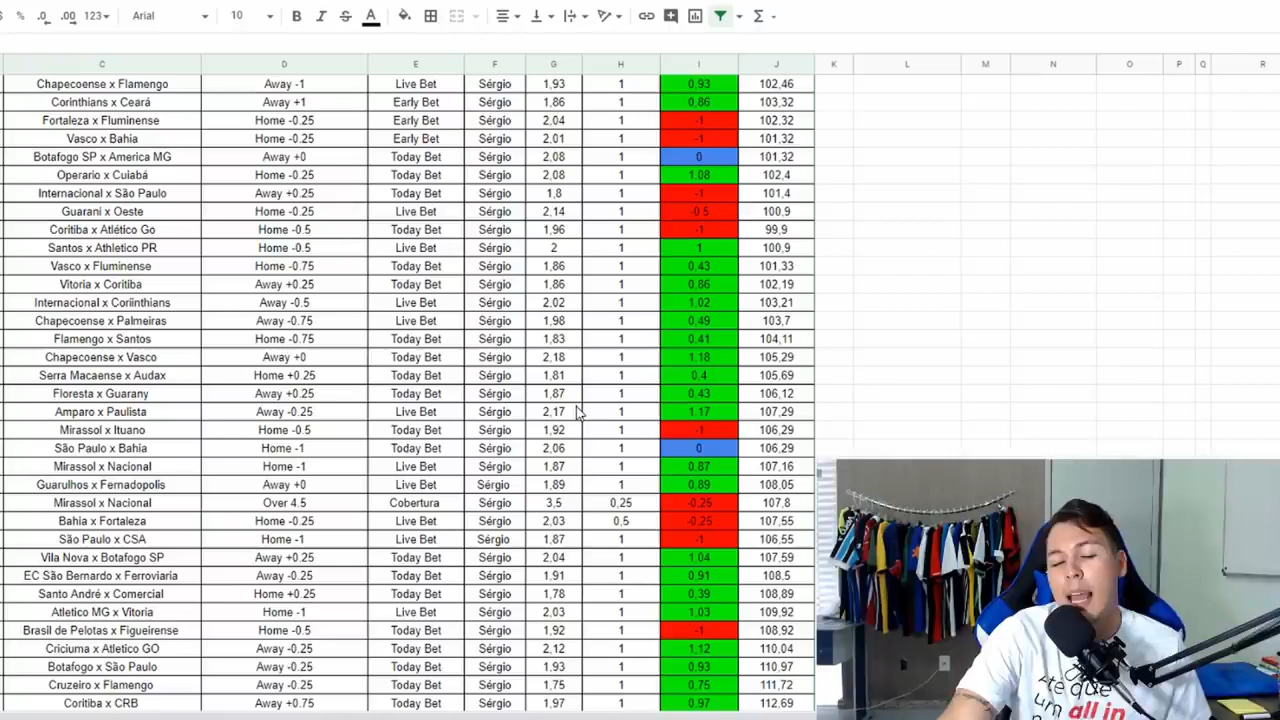 123 Arial 10 B I S A Σ
C D E F G H I J K L M N O P Q R
Chapecoense x Flamengo Away -1 Live Bet Sérgio 1,93 1 0,93 102,46
Corinthians x Ceará Away +1 Early Bet Sérgio 1,86 1 0,86 103,32
Fortaleza x Fluminense Home -0.25 Early Bet Sérgio 2,04 1 -1 102,32
Vasco x Bahia Home -0.25 Early Bet Sérgio 2,01 1 -1 101,32
Botafogo SP x America MG Away +0 Today Bet Sérgio 2,08 1 0 101,32
Operario x Cuiabá Home -0.25 Today Bet Sérgio 2,08 1 1,08 102,4
Internacional x São Paulo Away +0.25 Today Bet Sérgio 1,8 1 -1 101,4
Guarani x Oeste Home -0.25 Live Bet Sérgio 2,14 1 -0,5 100,9
Coritiba x Atlético Go Home -0.5 Today Bet Sérgio 1,96 1 -1 99,9
Santos x Athletico PR Home -0.5 Live Bet Sérgio 2 1 1 100,9
Vasco x Fluminense Home -0.75 Today Bet Sérgio 1,86 1 0,43 101,33
Vitoria x Coritiba Away +0.25 Today Bet Sérgio 1,86 1 0,86 102,19
Internacional x Coriinthians Away -0.5 Live Bet Sérgio 2,02 1 1,02 103,21
Chapecoense x Palmeiras Away -0.75 Live Bet Sérgio 1,98 1 0,49 103,7
Flamengo x Santos Home -0.75 Today Bet Sérgio 1,83 1 0,41 104,11
Chapecoense x Vasco Away +0 Today Bet Sérgio 2,18 1 1,18 105,29
Serra Macaense x Audax Home +0.25 Today Bet Sérgio 1,81 1 0,4 105,69
Floresta x Guarany Away +0.25 Today Bet Sérgio 1,87 1 0,43 106,12
Amparo x Paulista Away -0.25 Live Bet Sérgio 2,17 1 1,17 107,29
Mirassol x Ituano Home -0.5 Today Bet Sérgio 1,92 1 -1 106,29
São Paulo x Bahia Home -1 Today Bet Sérgio 2,06 1 0 106,29
Mirassol x Nacional Home -1 Live Bet Sérgio 1,87 1 0,87 107,16
Guarulhos x Fernadopolis Away +0 Live Bet Sérgio 1,89 1 0,89 108,05
Mirassol x Nacional Over 4.5 Cobertura Sérgio 3,5 0,25 -0,25 107,8
Bahia x Fortaleza Home -0.25 Live Bet Sérgio 2,03 0,5 -0,25 107,55
São Paulo x CSA Home -1 Live Bet Sérgio 1,87 1 -1 106,55
Vila Nova x Botafogo SP Away +0.25 Today Bet Sérgio 2,04 1 1,04 107,59
EC São Bernardo x Ferroviaria Away -0.25 Today Bet Sérgio 1,91 1 0,91 108,5
Santo André x Comercial Home +0.25 Today Bet Sérgio 1,78 1 0,39 108,89
Atletico MG x Vitoria Home -1 Live Bet Sérgio 2,03 1 1,03 109,92
Brasil de Pelotas x Figueirense Home -0.5 Today Bet Sérgio 1,92 1 -1 108,92
Criciuma x Atletico GO Away -0.25 Today Bet Sérgio 2,12 1 1,12 110,04
Botafogo x São Paulo Away -0.25 Today Bet Sérgio 1,93 1 0,93 110,97
Cruzeiro x Flamengo Away -0.25 Today Bet Sérgio 1,75 1 0,75 111,72
Coritiba x CRB Away +0.75 Today Bet Sérgio 1,97 1 0,97 112,69
Até que
um all in